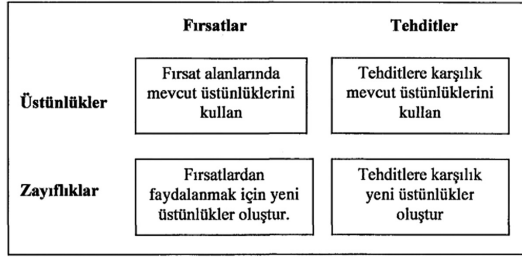 Fırsatlar
Tehditler
Üstünlükler
Fırsat alanlarında
mevcut üstünlüklerini
kullan
Tehditlere karşılık
mevcut üstünlüklerini
kullan
Zayıflıklar
Fırsatlardan
faydalanmak için yeni
üstünlükler oluştur.
Tehditlere karşılık
yeni üstünlükler
oluştur